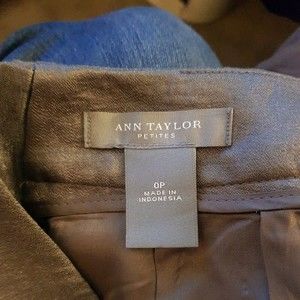 ANN TAYLOR
PETITES
0P
MADE IN
INDONESIA